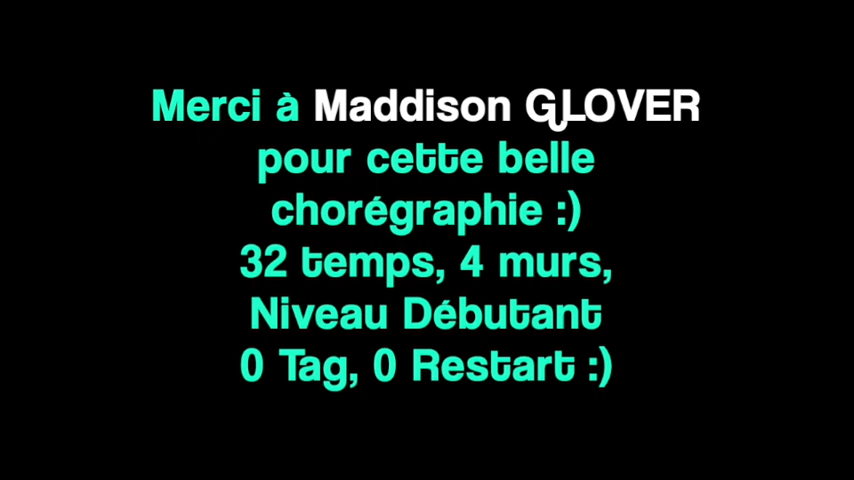 Merci à Maddison GLOVER
pour cette belle
chorégraphie :)
32 temps, 4 murs,
Niveau Débutant
0 Tag, 0 Restart :)